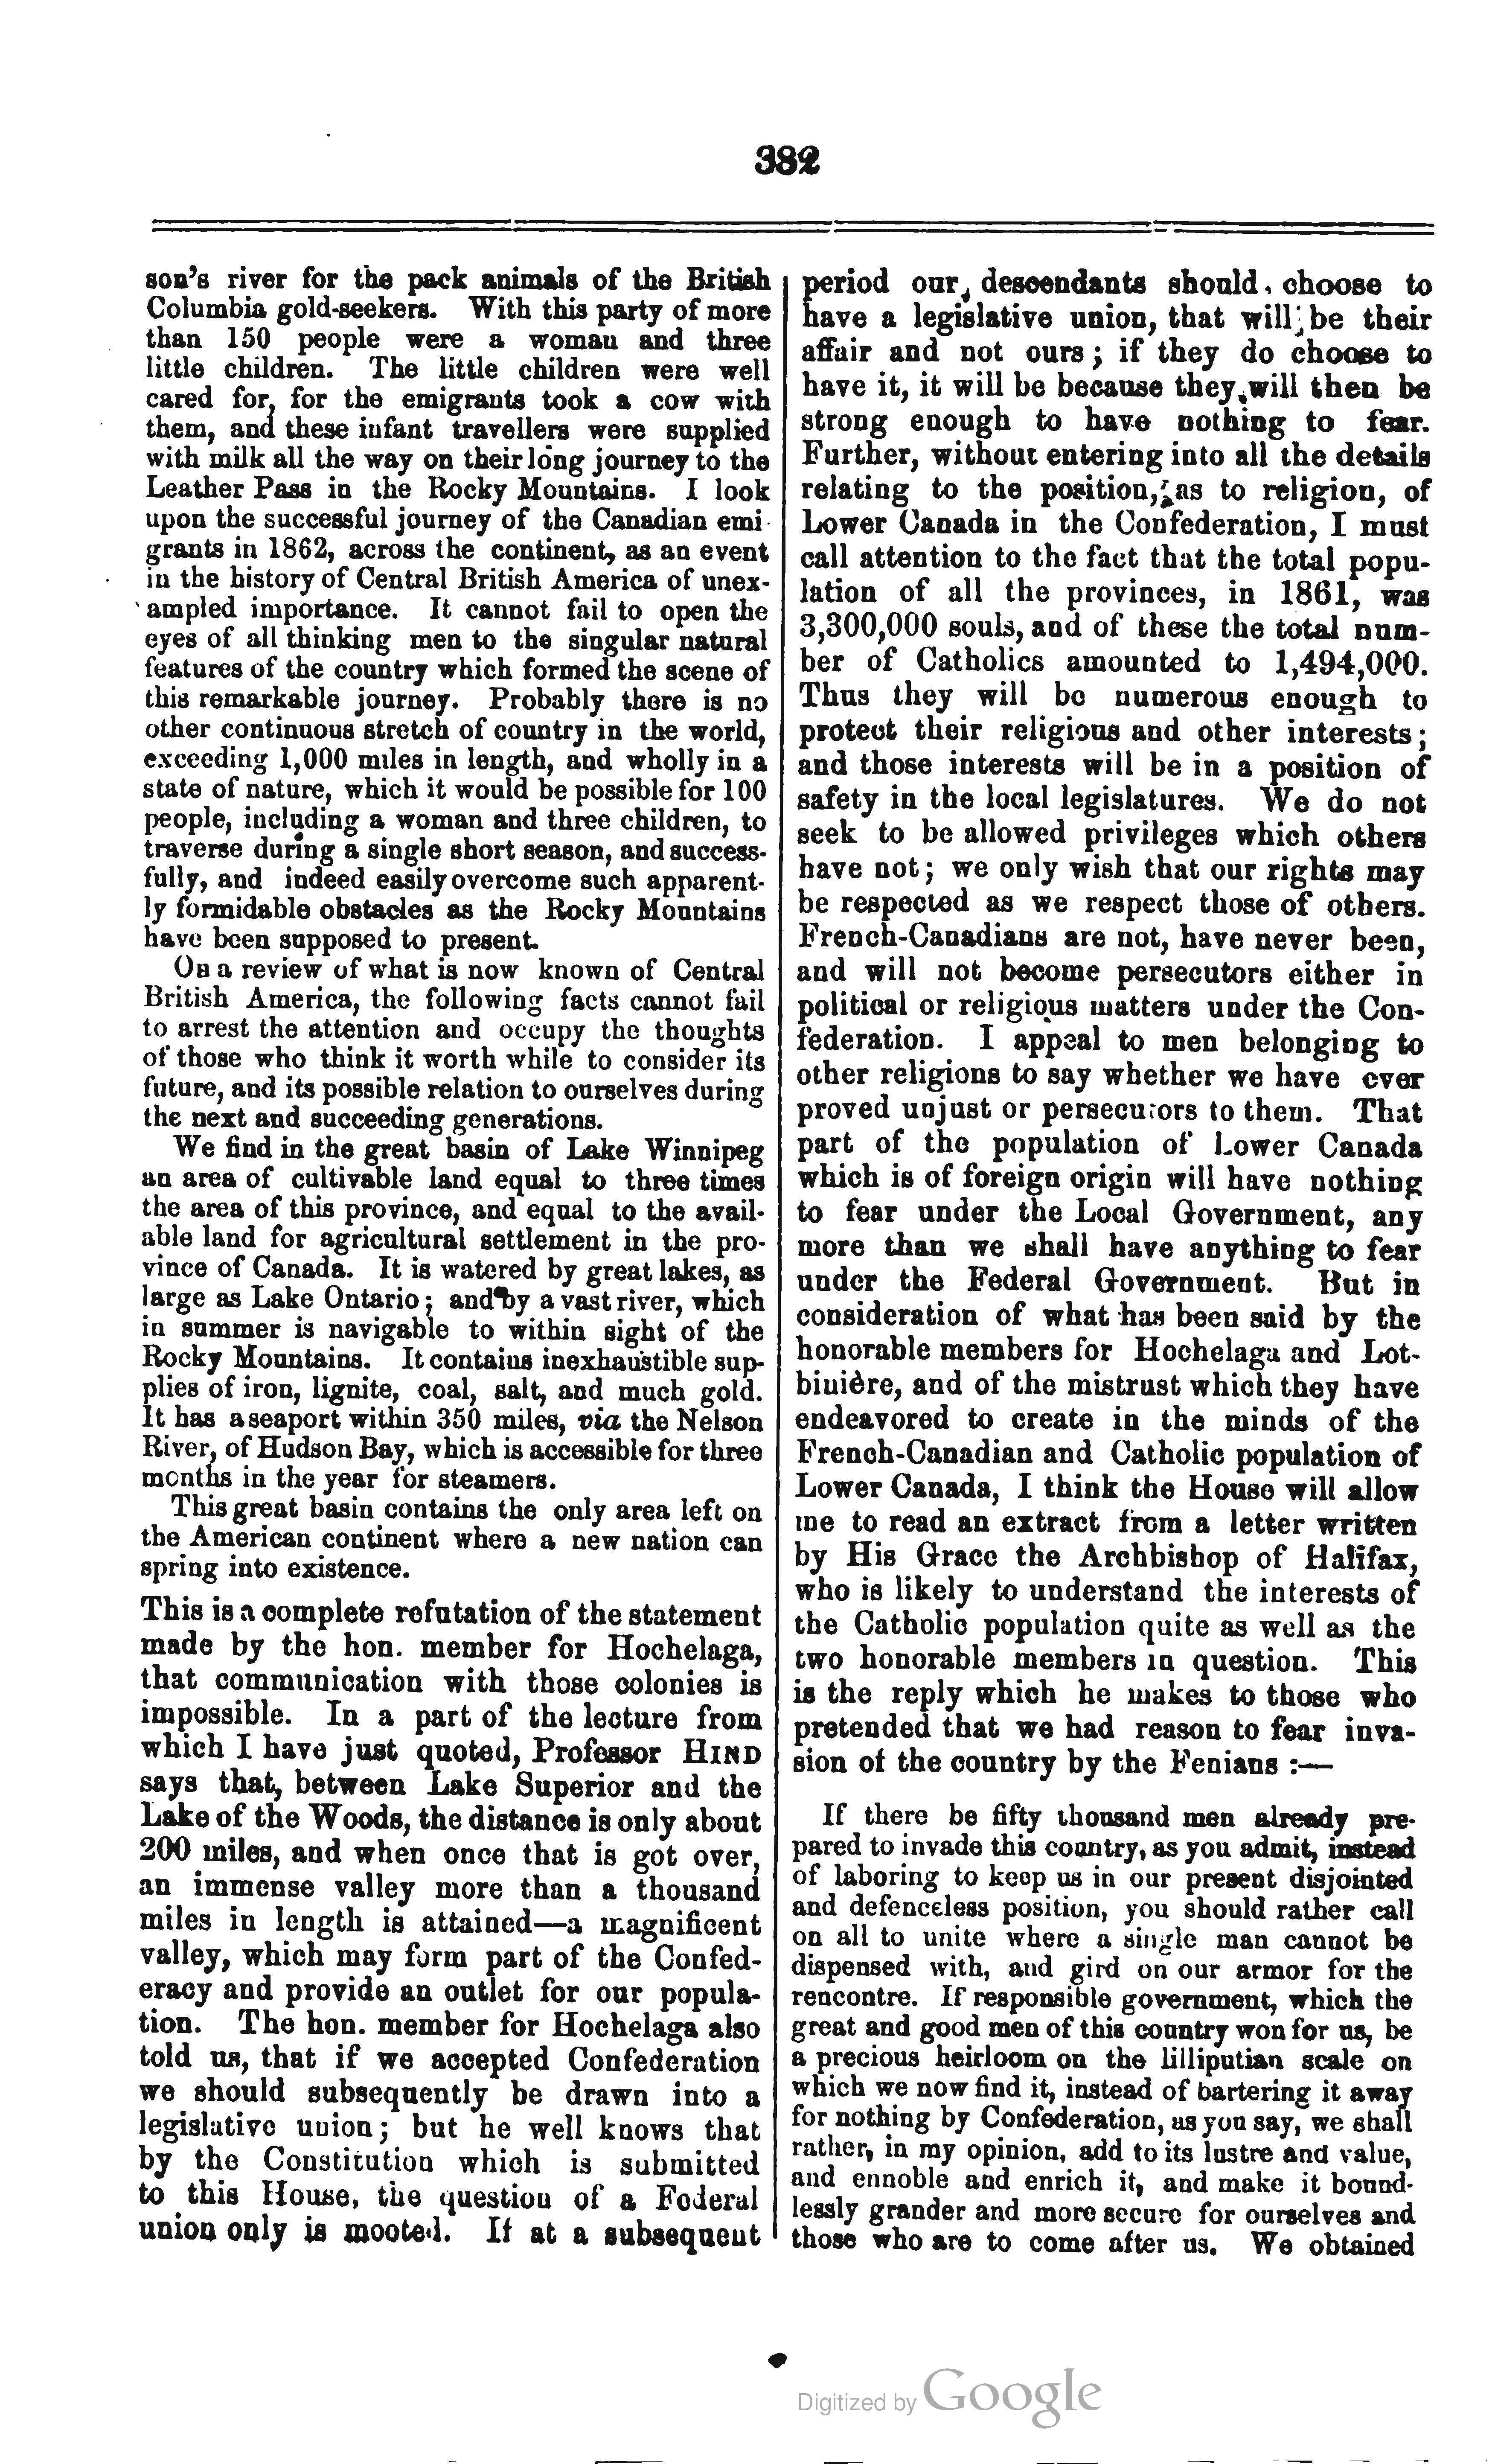 382
son's river for the pack animals of the British
Columbia gold-seekers. With this party of more
than 150 people were a woman and three
little children. The little children were well
cared for, for the emigrants took a cow with
them, and these infant travellers were supplied
with milk all the way on their long journey to the
Leather Pass in the Rocky Mountains. I look
upon the successful journey of the Canadian emi-
grants in 1862, across the continent, as an event
in the history of Central British America of unex-
ampled importance. It cannot fail to open the
eyes of all thinking men to the singular natural
features of the country which formed the scene of
this remarkable journey. Probably there is no
other continuous stretch of country in the world,
exceeding 1,000 miles in length, and wholly in a
state of nature, which it would be possible for 100
people, including a woman and three children, to
traverse during a single short season, and success-
fully, and indeed easily overcome such apparent-
ly formidable obstacles as the Rocky Mountains
have been supposed to present.
On a review of what is now known of Central
British America, the following facts cannot fail
to arrest the attention and occupy the thoughts
of those who think it worth while to consider its
future, and its possible relation to ourselves during
the next and succeeding generations.
We find in the great basin of Lake Winnipeg
an area of cultivable land equal to three times
the area of this province, and equal to the avail-
able land for agricultural settlement in the pro-
vince of Canada. It is watered by great lakes, as
large as Lake Ontario; and by a vast river, which
in summer is navigable to within sight of the
Rocky Mountains. It contains inexhaustible sup-
plies of iron, lignite, coal, salt, and much gold.
It has a seaport within 350 miles, via the Nelson
River, of Hudson Bay, which is accessible for three
months in the year for steamers.
This great basin contains the only area left on
the American continent where a new nation can
spring into existence.
This is a complete refutation of the statement
made by the hon. member for Hochelaga,
that communication with those colonies is
impossible. In a part of the lecture from
which I have just quoted, Professor HIND
says that, between Lake Superior and the
Lake of the Woods, the distance is only about
200 miles, and when once that is got over,
an immense valley more than a thousand
miles in length is attained—a magnificent
valley, which may form part of the Confed-
eracy and provide an outlet for our popula-
tion. The hon. member for Hochelaga also
told us, that if we accepted Confederation
we should subsequently be drawn into a
legislative union; but he well knows that
by the Constitution which is submitted
to this House, the question of a Federal
union only is mooted. If at a subsequent
period our descendants should choose to
have a legislative union, that will be their
affair and not ours; if they do choose to
have it, it will be because they will then be
strong enough to have nothing to fear.
Further, without entering into all the details
relating to the position, as to religion, of
Lower Canada in the Confederation, I must
call attention to the fact that the total popu-
lation of all the provinces, in 1861, was
3,300,000 souls, and of these the total num-
ber of Catholics amounted to 1,494,000.
Thus they will be numerous enough to
protect their religious and other interests;
and those interests will be in a position of
safety in the local legislatures. We do not
seek to be allowed privileges which others
have not; we only wish that our rights may
be respected as we respect those of others.
French-Canadians are not, have never been,
and will not become persecutors either in
political or religious matters under the Con-
federation. I appeal to men belonging to
other religions to say whether we have ever
proved unjust or persecutors to them. That
part of the population of Lower Canada
which is of foreign origin will have nothing
to fear under the Local Government, any
more than we shall have anything to fear
under the Federal Government. But in
consideration of what has been said by the
honorable members for Hochelaga and Lot-
binière, and of the mistrust which they have
endeavored to create in the minds of the
French-Canadian and Catholic population of
Lower Canada, I think the House will allow
me to read an extract from a letter written
by His Grace the Archbishop of Halifax,
who is likely to understand the interests of
the Catholic population quite as well as the
two honorable members in question. This
is the reply which he makes to those who
pretended that we had reason to fear inva-
sion of the country by the Fenians :—
If there be fifty thousand men already pre-
pared to invade this country, as you admit, instead
of laboring to keep us in our present disjointed
and defenceless position, you should rather call
on all to unite where a single man cannot be
dispensed with, and gird on our armor for the
rencontre. If responsible government, which the
great and good men of this country won for us, be
a precious heirloom on the lilliputian scale on
which we now find it, instead of bartering it away
for nothing by Confederation, as you say, we shall
rather, in my opinion, add to its lustre and value,
and ennoble and enrich it, and make it bound-
lessly grander and more secure for ourselves and
those who are to come after us. We obtained
Digitized by Google